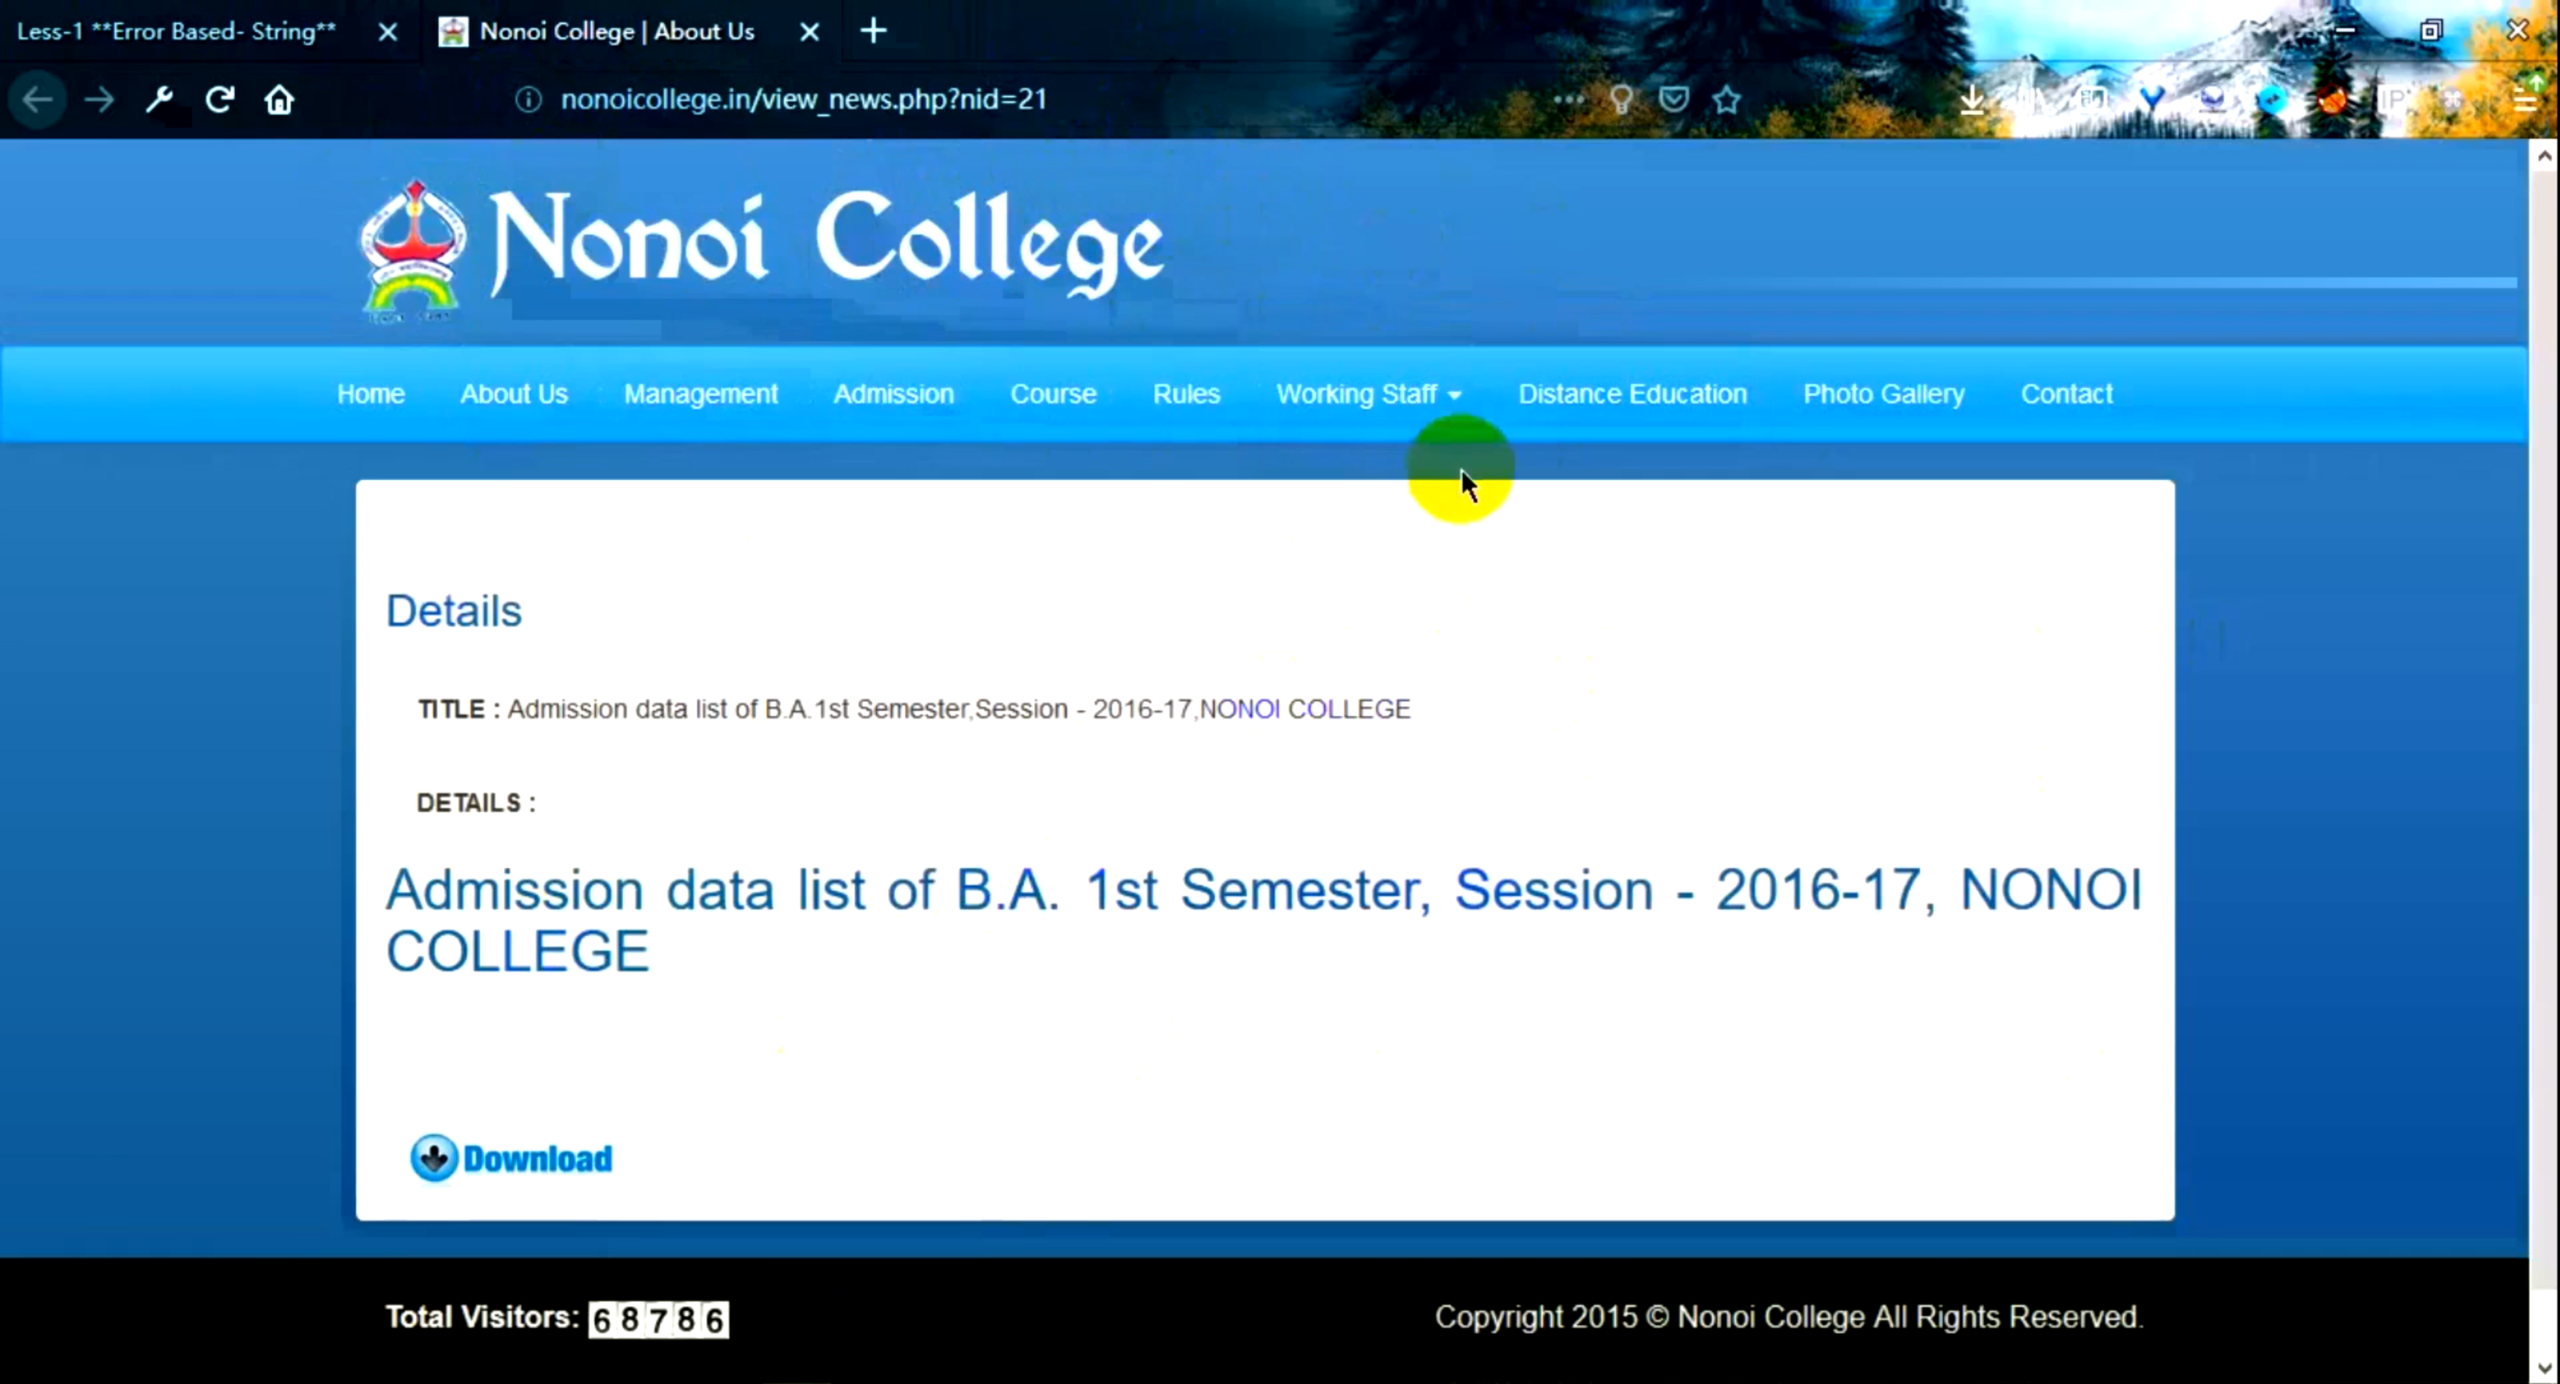 Less-1 **Error Based- String**
Nonoi College | About Us
nonoicollege.in/view_news.php?nid=21
Nonoi College
Home About Us Management Admission Course Rules Working Staff Distance Education Photo Gallery Contact
Details
TITLE : Admission data list of B.A.1st Semester,Session - 2016-17,NONOI COLLEGE
DETAILS :
Admission data list of B.A. 1st Semester, Session - 2016-17, NONOI
COLLEGE
Download
Total Visitors: 68786
Copyright 2015 © Nonoi College All Rights Reserved.